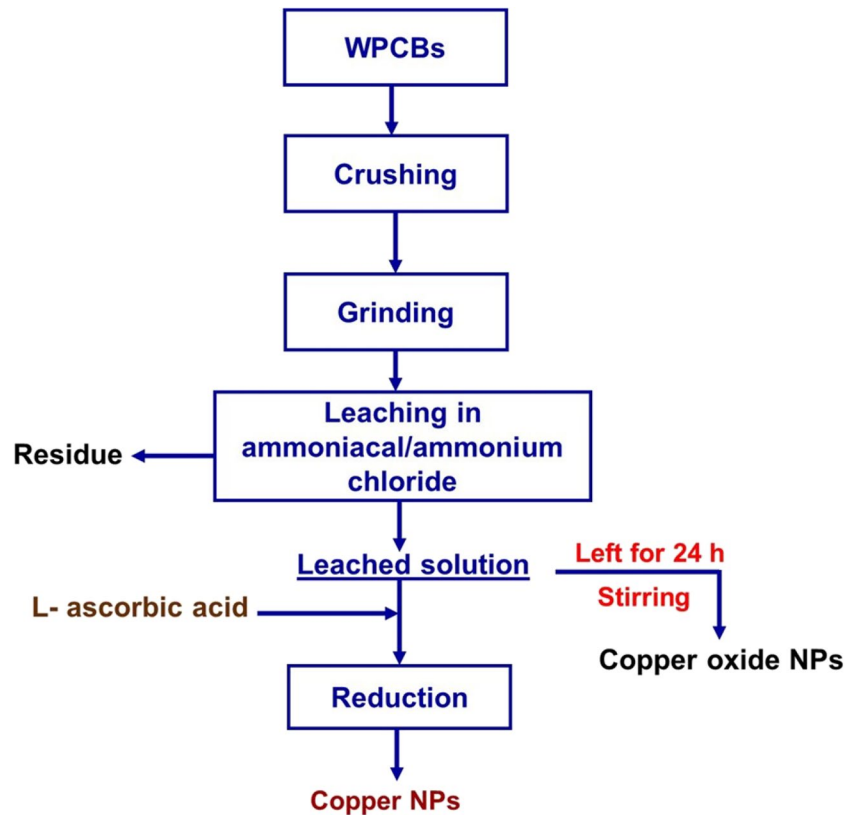 WPCBs
Crushing
Grinding
Leaching in
ammoniacal/ammonium
chloride
Residue
Leached solution
Left for 24 h
Stirring
L- ascorbic acid
Copper oxide NPs
Reduction
Copper NPs